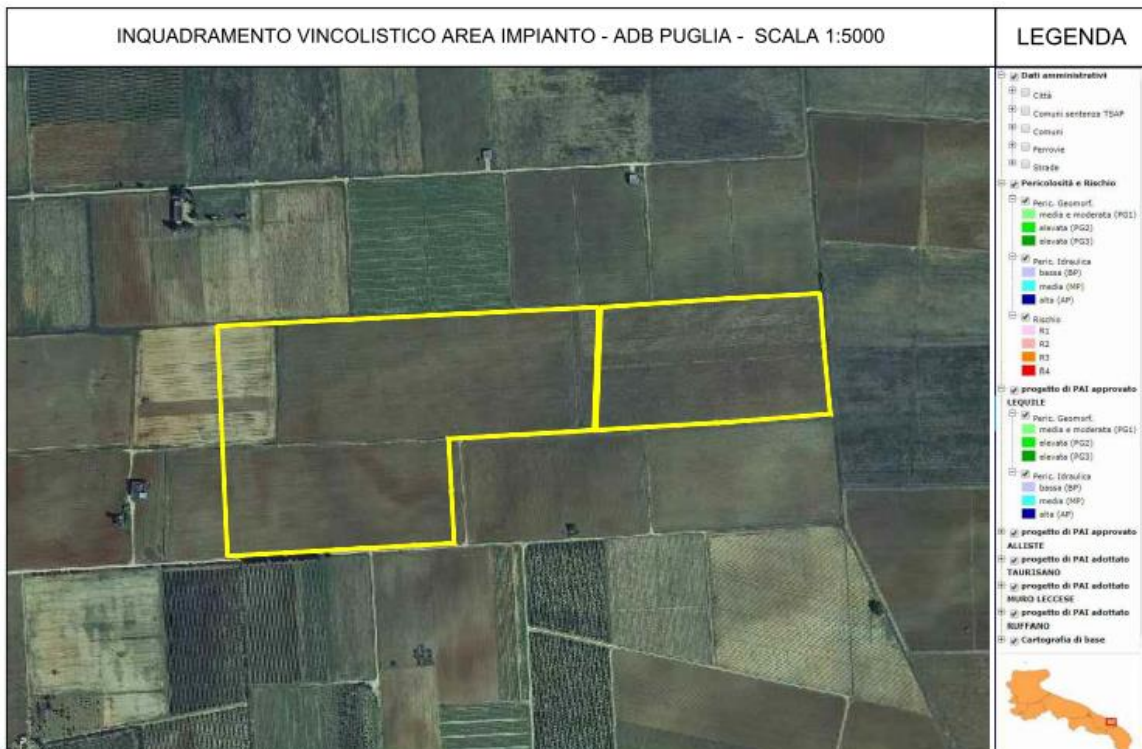 INQUADRAMENTO VINCOLISTICO AREA IMPIANTO - ADB PUGLIA - SCALA 1:5000
LEGENDA
Dati amministrativi
Città
Comuni sentenza TSAP
Comuni
Ferrovie
Strade
Pericolosità e Rischio
Peric. Geomorf.
media e moderata (PG1)
elevata (PG2)
elevata (PG3)
Peric. Idraulica
bassa (BP)
media (MP)
alta (AP)
Rischio
R1
R2
R3
R4
progetto di PAI approvato
LEQUILE
Peric. Geomorf.
media e moderata (PG1)
elevata (PG2)
elevata (PG3)
Peric. Idraulica
bassa (BP)
media (MP)
alta (AP)
progetto di PAI approvato
ALLISTE
progetto di PAI adottato
TAURISANO
progetto di PAI adottato
MURO LECCESE
progetto di PAI adottato
RUFFANO
Cartografia di base